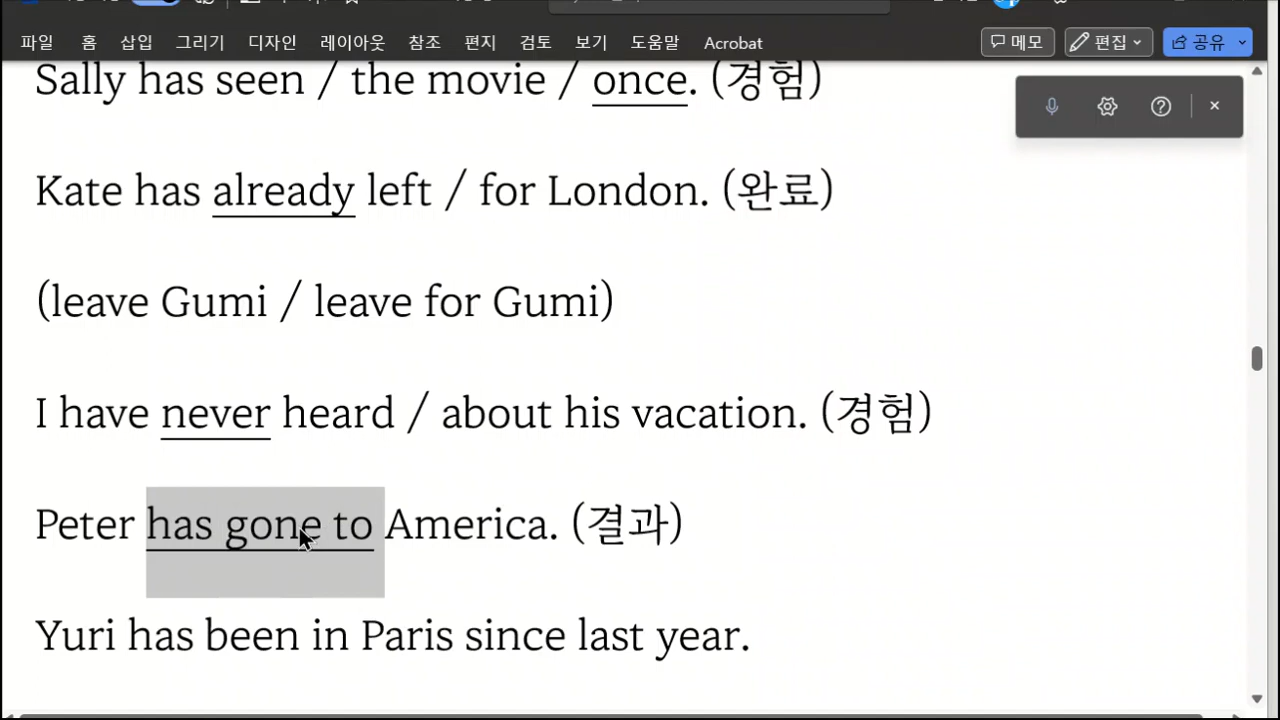 파일 홈 삽입 그리기 디자인 레이아웃 참조 편지 검토 보기 도움말 Acrobat 메모 편집 공유
Sally has seen / the movie / once. (경험)
Kate has already left / for London. (완료)
(leave Gumi / leave for Gumi)
I have never heard / about his vacation. (경험)
Peter has gone to America. (결과)
Yuri has been in Paris since last year.